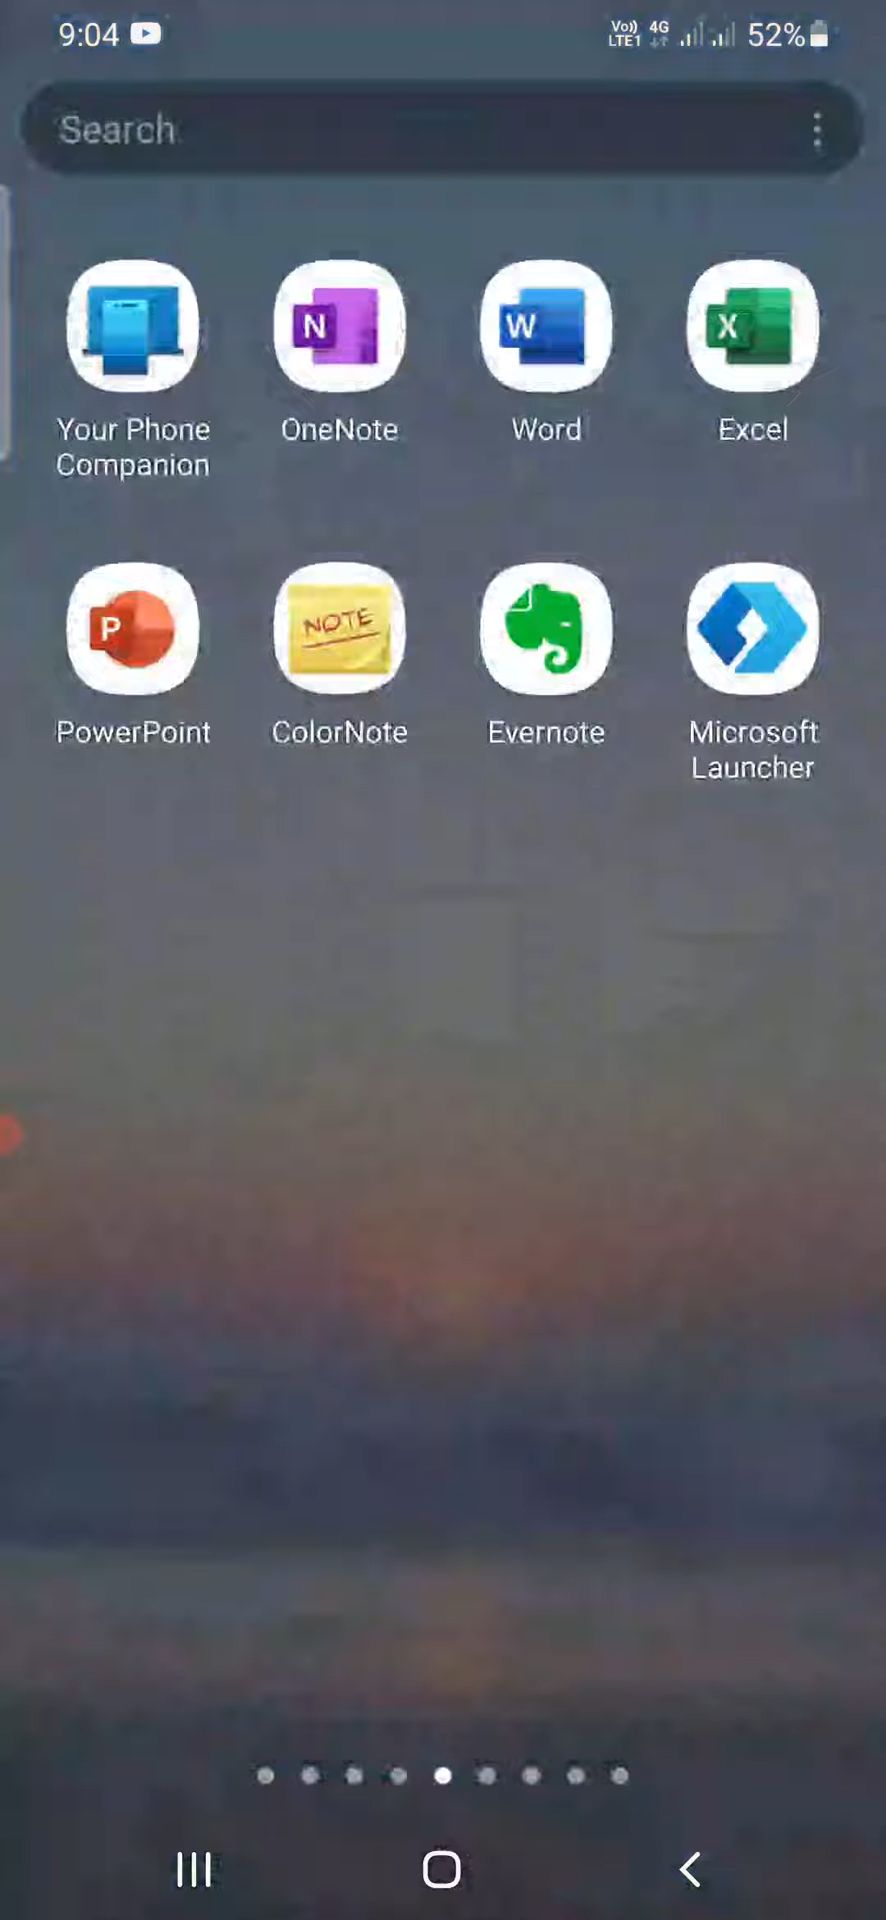 9:04 Vo)) LTE1 4G 52%
Search
N W X
Your Phone Companion OneNote Word Excel
P NOTE
PowerPoint ColorNote Evernote Microsoft Launcher